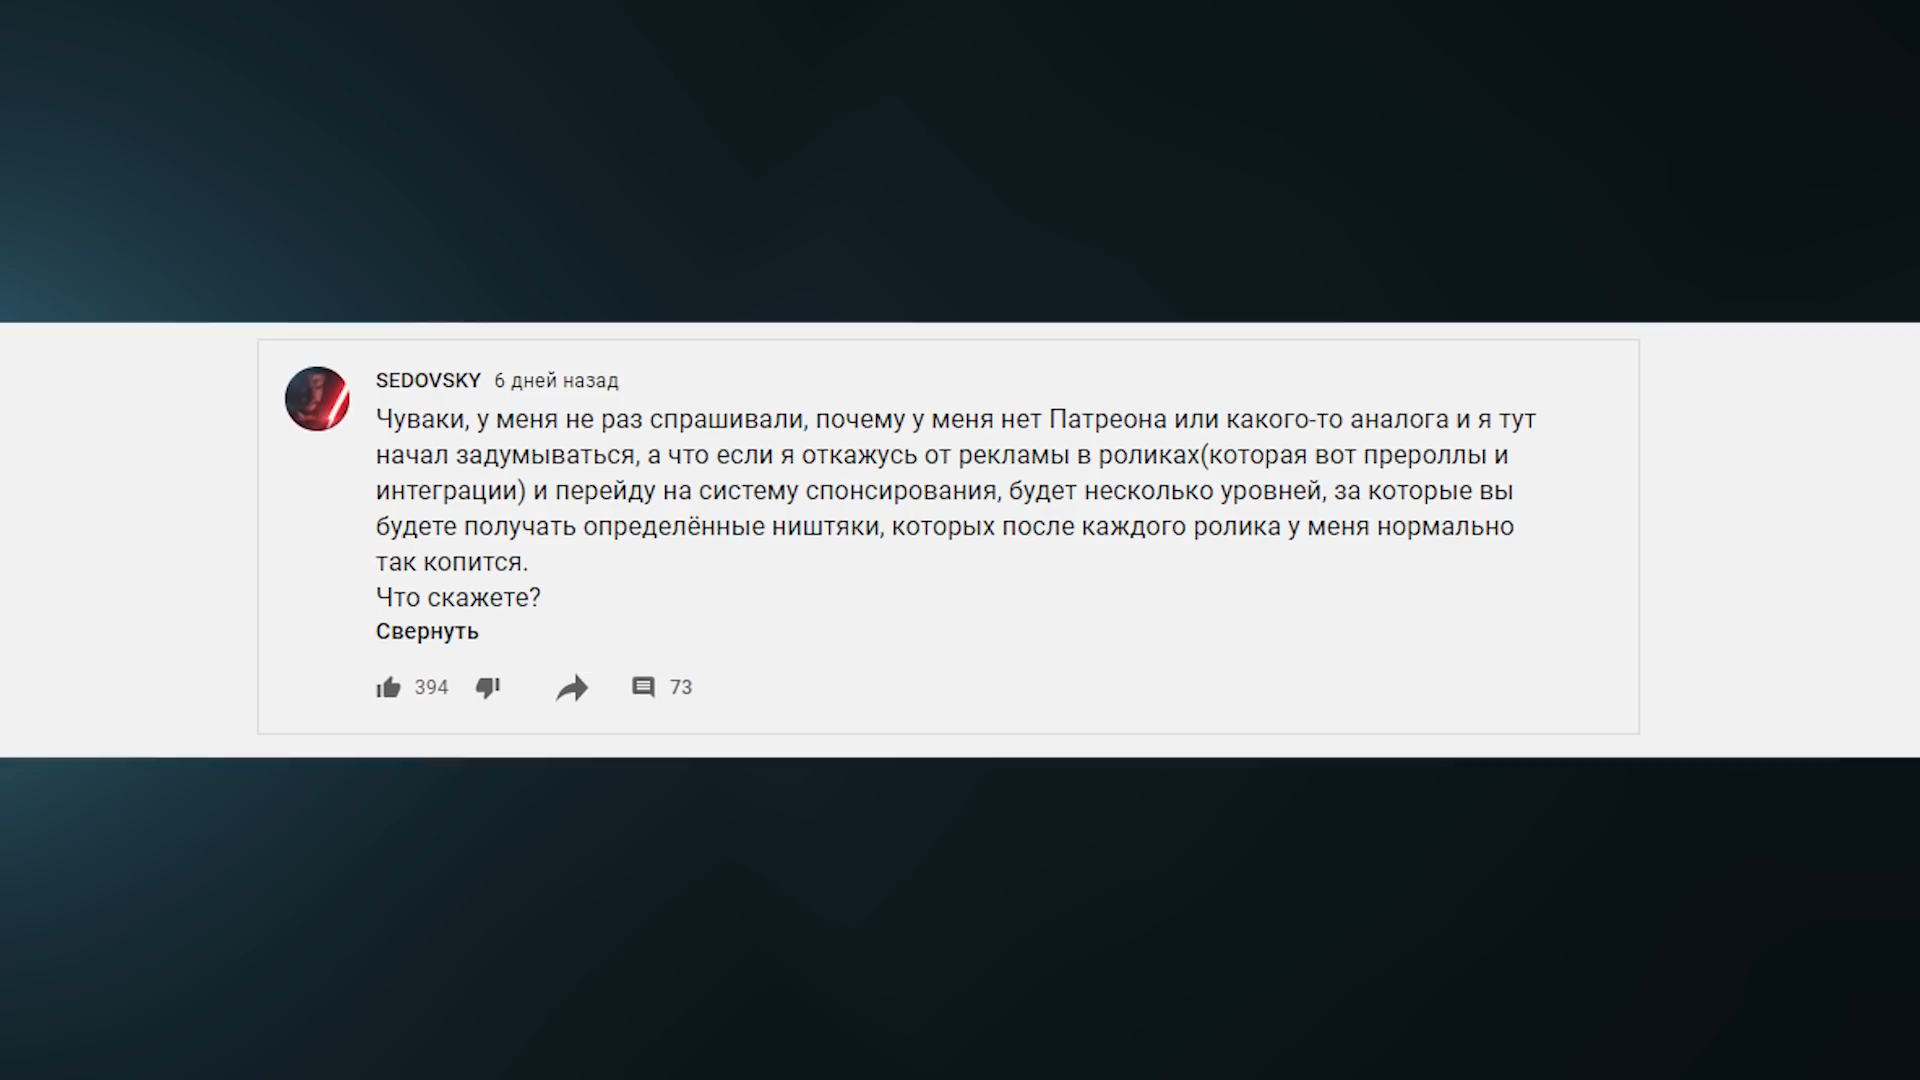 SEDOVSKY 6 дней назад
Чуваки, у меня не раз спрашивали, почему у меня нет Патреона или какого-то аналога и я тут
начал задумываться, а что если я откажусь от рекламы в роликах(которая вот прероллы и
интеграции) и перейду на систему спонсирования, будет несколько уровней, за которые вы
будете получать определённые ништяки, которых после каждого ролика у меня нормально
так копится.
Что скажете?
Свернуть
394 73